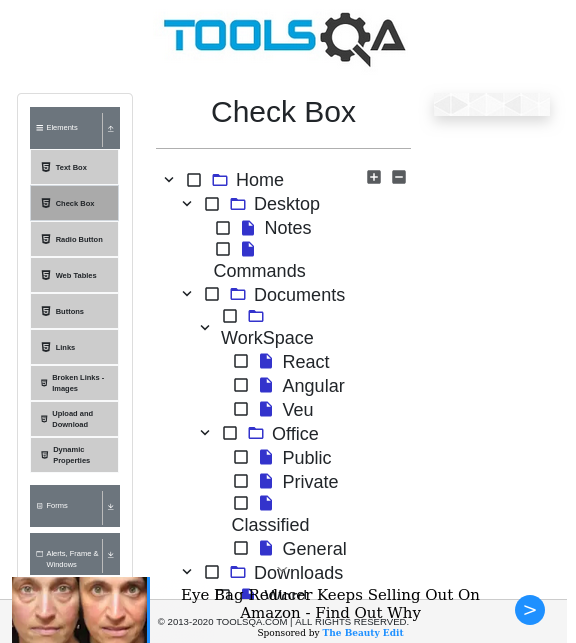 TOOLSQA
Elements
Text Box
Check Box
Radio Button
Web Tables
Buttons
Links
Broken Links -
Images
Upload and
Download
Dynamic
Properties
Forms
Alerts, Frame &
Windows
Check Box
Home
Desktop
Notes
Commands
Documents
WorkSpace
React
Angular
Veu
Office
Public
Private
Classified
General
Downloads
Eye Bag Reducer Keeps Selling Out On
Amazon - Find Out Why
© 2013-2020 TOOLSQA.COM | ALL RIGHTS RESERVED.
Sponsored by The Beauty Edit